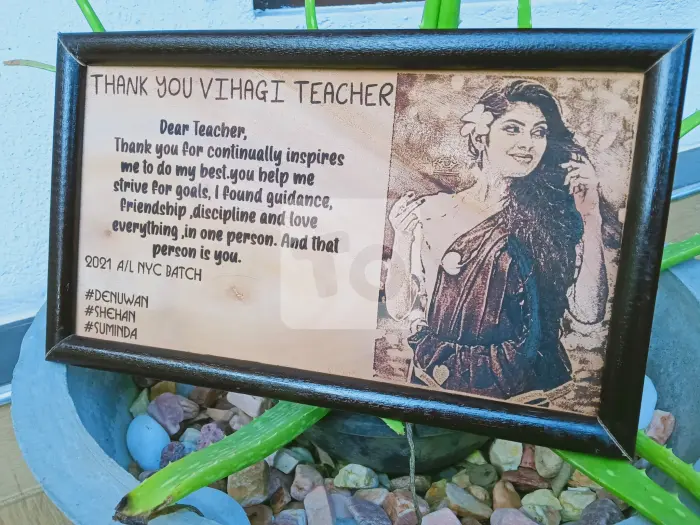 THANK YOU VIHAGI TEACHER
Dear Teacher,
Thank you for continually inspires
me to do my best.you help me
strive for goals, I found guidance,
friendship ,discipline and love
everything ,in one person. And that
person is you.
2021 A/L NYC BATCH
#DENUWAN
#SHEHAN
#SUMINDA